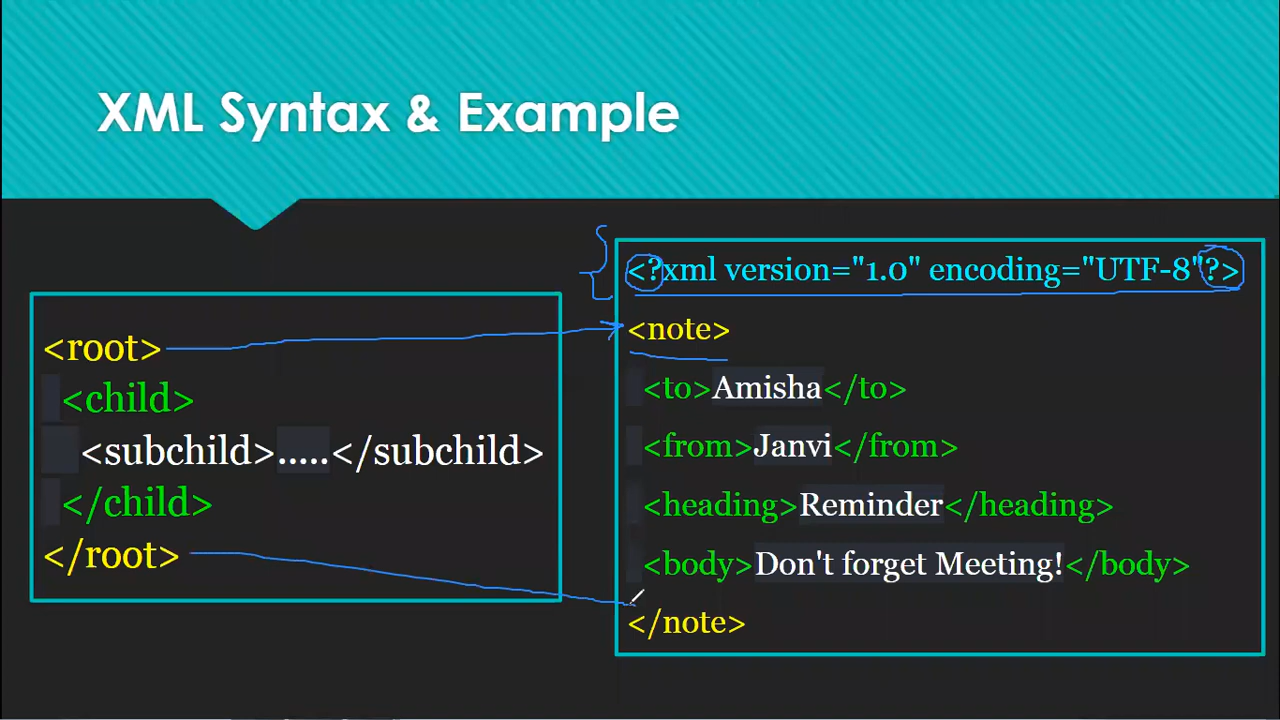 XML Syntax & Example
<root>
<child>
<subchild>.....</subchild>
</child>
</root>
<?xml version="1.0" encoding="UTF-8"?>
<note>
<to>Amisha</to>
<from>Janvi</from>
<heading>Reminder</heading>
<body>Don't forget Meeting!</body>
</note>